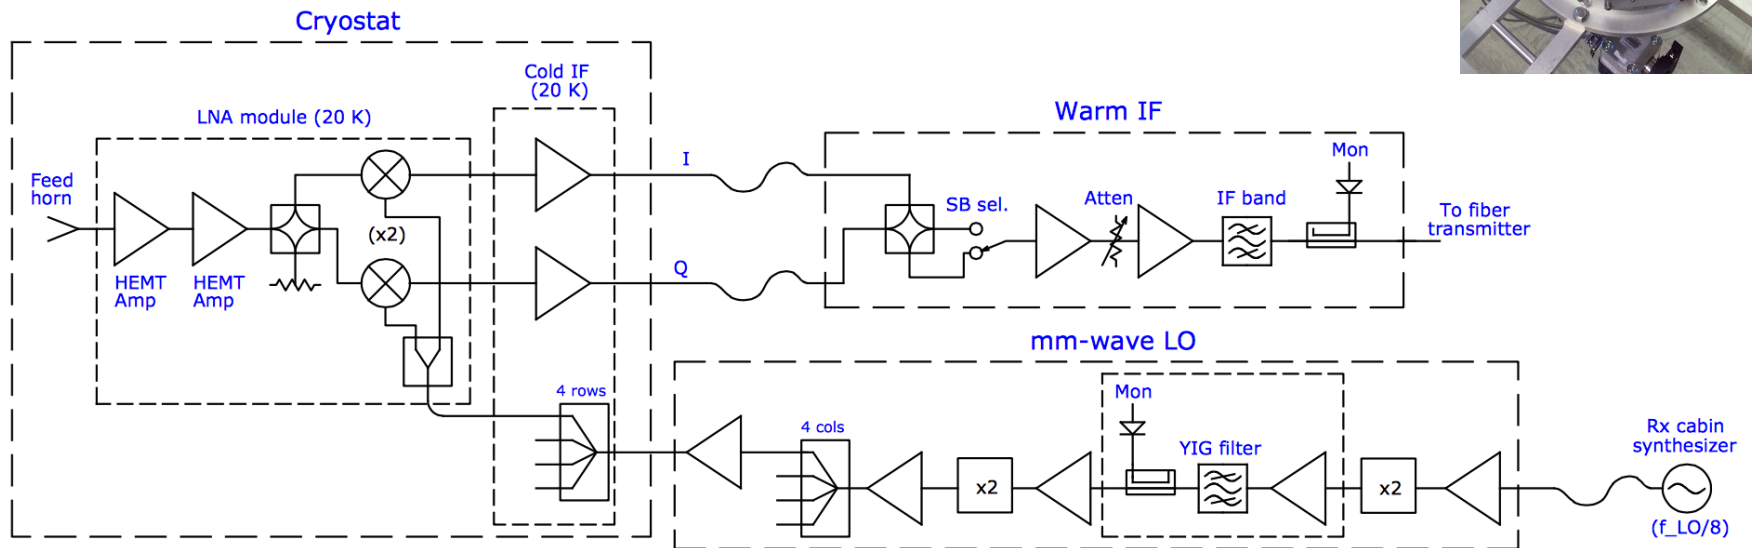 Cryostat
Cold IF
(20 K)
LNA module (20 K)
Warm IF
Mon
I
Feed
horn
SB sel.
Atten
IF band
To fiber
transmitter
(x2)
HEMT
Amp
HEMT
Amp
Q
mm-wave LO
4 rows
Mon
4 cols
YIG filter
Rx cabin
synthesizer
x2
x2
(f_LO/8)